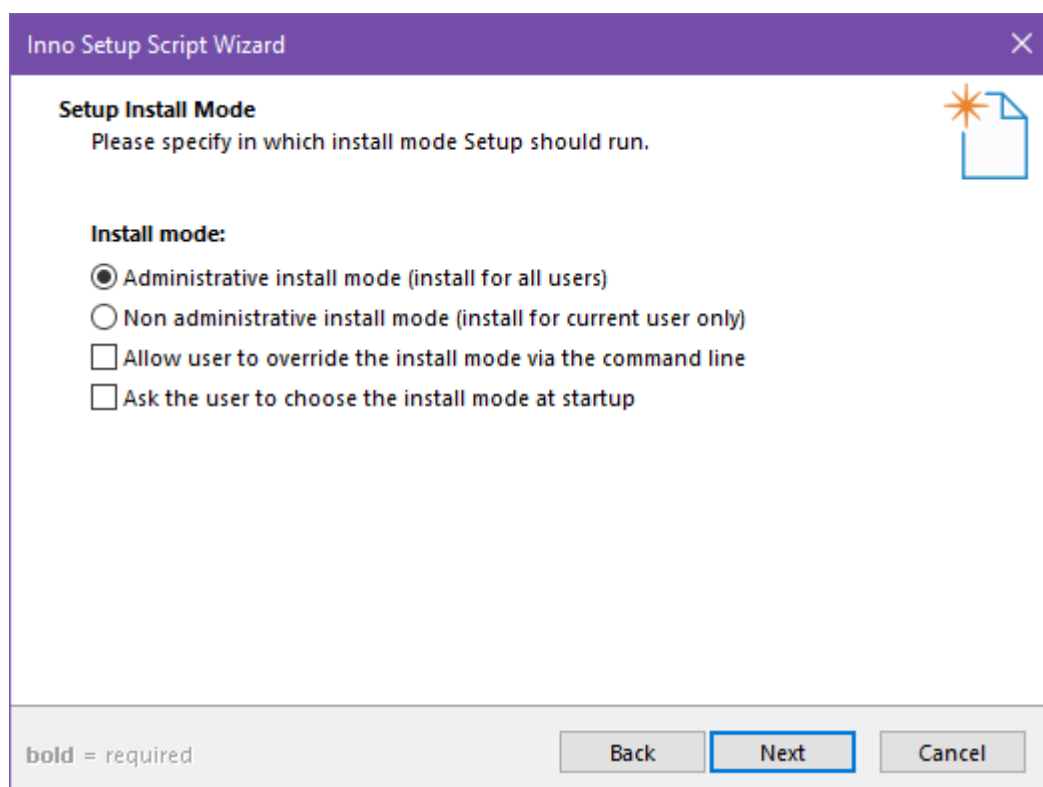 Inno Setup Script Wizard
Setup Install Mode
Please specify in which install mode Setup should run.
Install mode:
Administrative install mode (install for all users)
Non administrative install mode (install for current user only)
Allow user to override the install mode via the command line
Ask the user to choose the install mode at startup
bold = required
Back
Next
Cancel